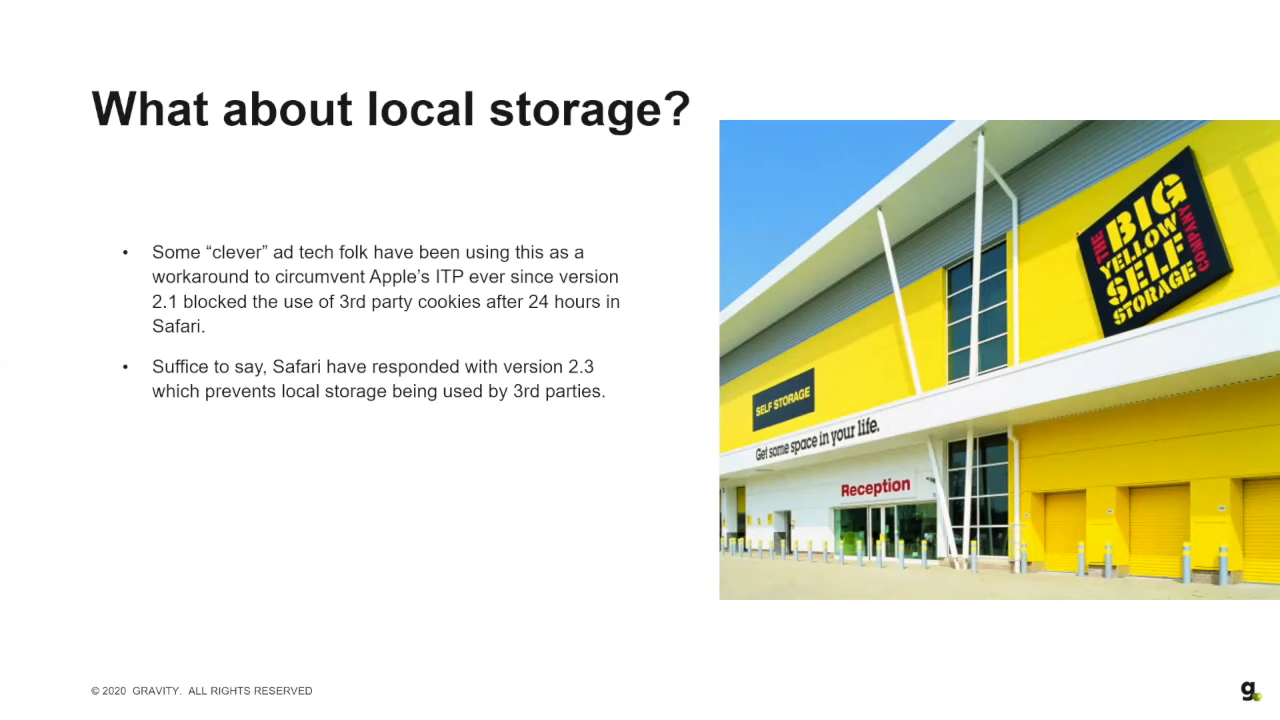 What about local storage?
• Some “clever” ad tech folk have been using this as a
workaround to circumvent Apple’s ITP ever since version
2.1 blocked the use of 3rd party cookies after 24 hours in
Safari.
• Suffice to say, Safari have responded with version 2.3
which prevents local storage being used by 3rd parties.
THE
BIG
YELLOW
SELF
STORAGE
COMPANY
SELF STORAGE
Get some space in your life.
Reception
© 2020 GRAVITY. ALL RIGHTS RESERVED
g